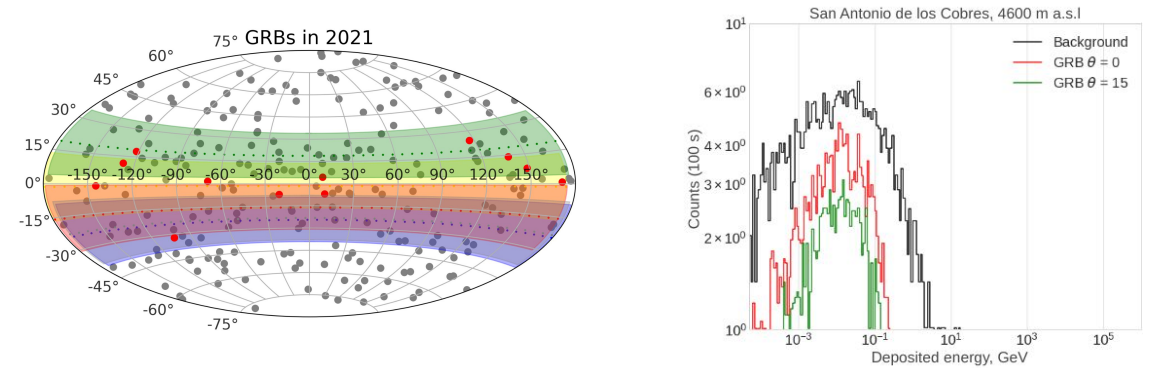 GRBs in 2021
75°
60°
45°
30°
15°
0°
-15°
-30°
-45°
-60°
-75°
-150°-120°-90° -60° -30° 0° 30° 60° 90° 120° 150°
San Antonio de los Cobres, 4600 m a.s.l
Background
GRB θ = 0
GRB θ = 15
Counts (100 s)
10¹
6 × 10⁰
4 × 10⁰
3 × 10⁰
2 × 10⁰
10⁰
10⁻³ 10⁻¹ 10¹ 10³ 10⁵
Deposited energy, GeV